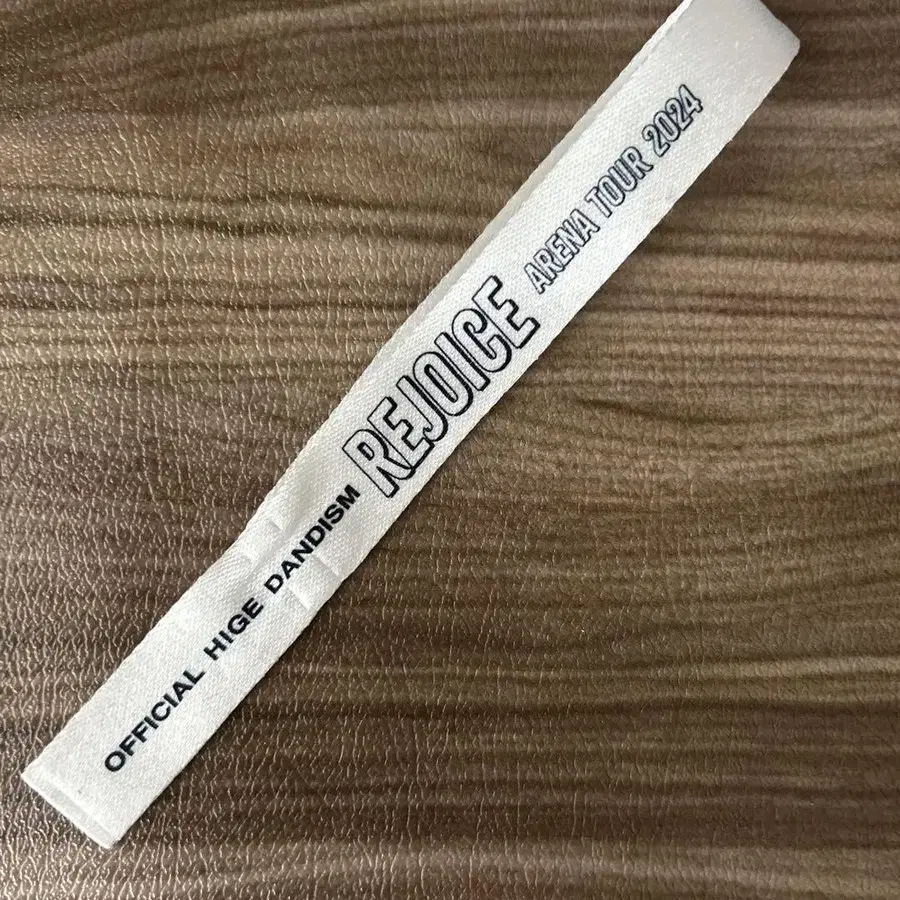 OFFICIAL HIGE DANDISM REJOICE ARENA TOUR 2024